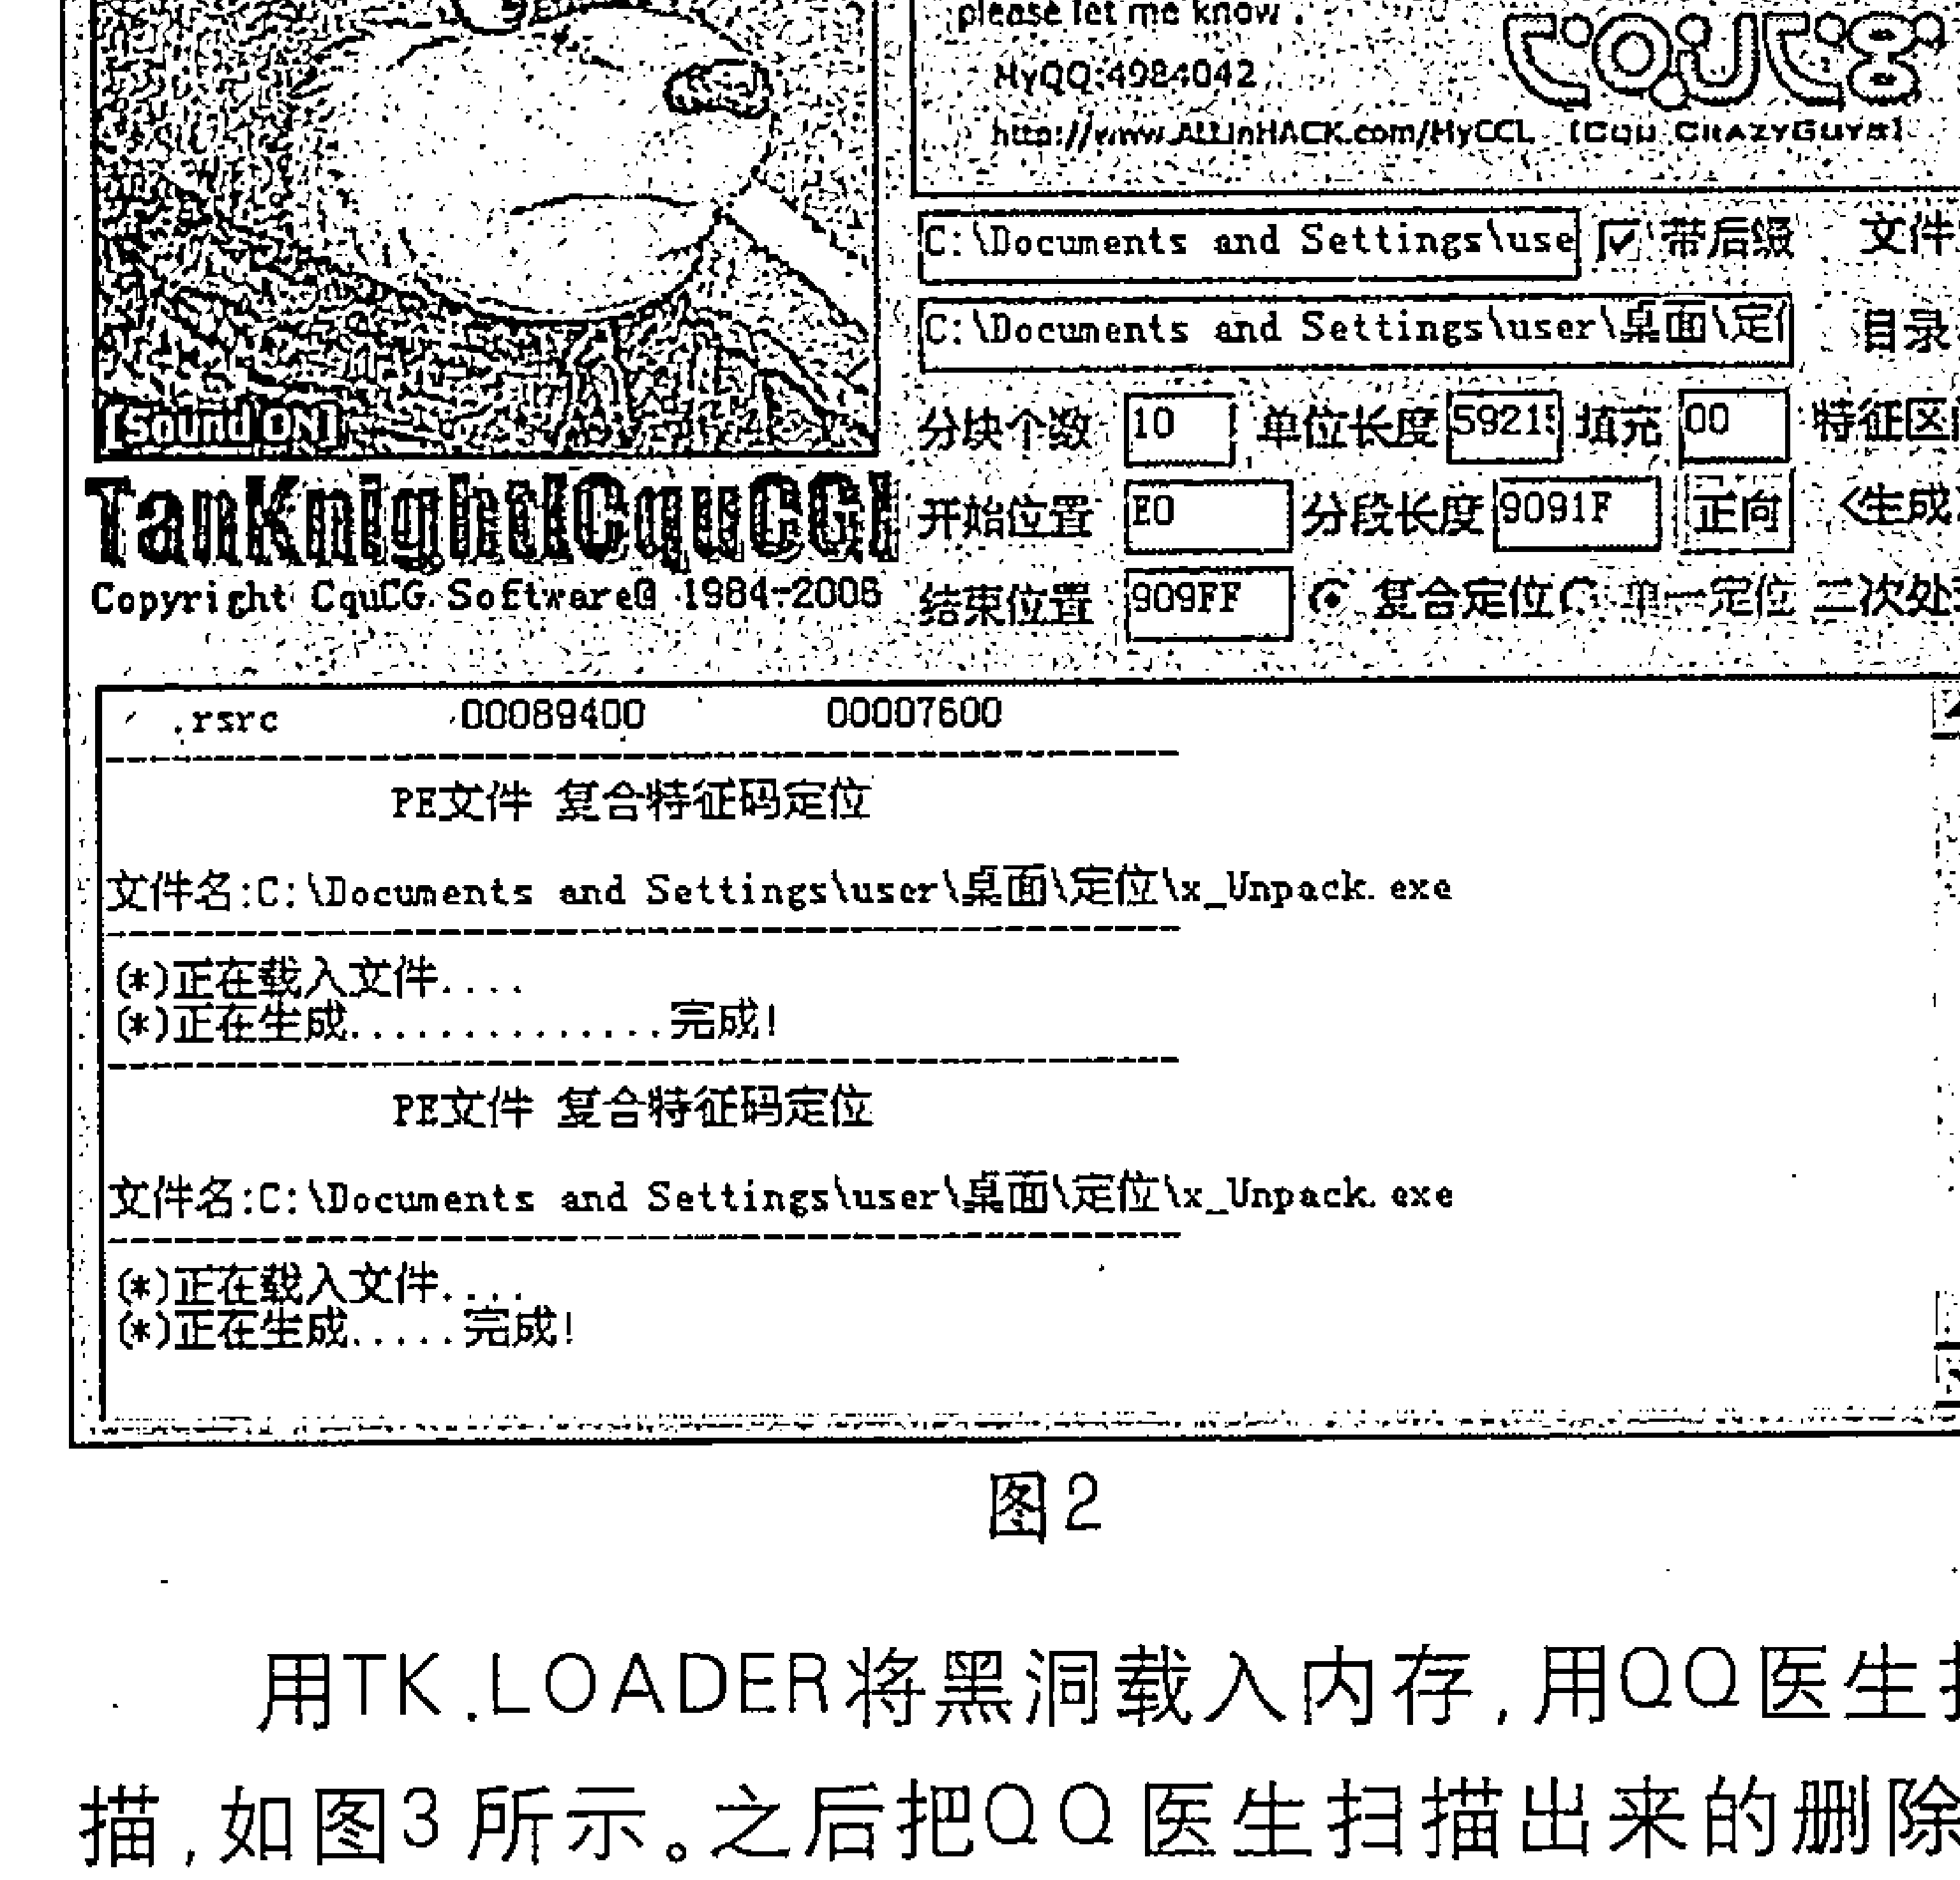 please let me know .
MyQQ:4984042
http://www.ALLinHACK.com/MyCCL [CQU CRAZYGUYS]
CQUCG
C:\Documents and Settings\use 带后缀 文件
C:\Documents and Settings\user\桌面\定 目录
[Sound ON]
分块个数 10 单位长度 5921 填充 00 特征区
TanKnight[CquCG]
开始位置 E0 分段长度 9091F 正向 <生成
Copyright CquCG Software@ 1984-2006
结束位置 909FF 复合定位 单一定位 二次处
.rsrc 00089400 00007600
PE文件 复合特征码定位
文件名:C:\Documents and Settings\user\桌面\定位\x_Unpack.exe
(*)正在载入文件....
(*)正在生成..............完成!
PE文件 复合特征码定位
文件名:C:\Documents and Settings\user\桌面\定位\x_Unpack.exe
(*)正在载入文件....
(*)正在生成.....完成!
图2
用TK.LOADER将黑洞载入内存,用QQ医生
描,如图3所示。之后把QQ医生扫描出来的删除